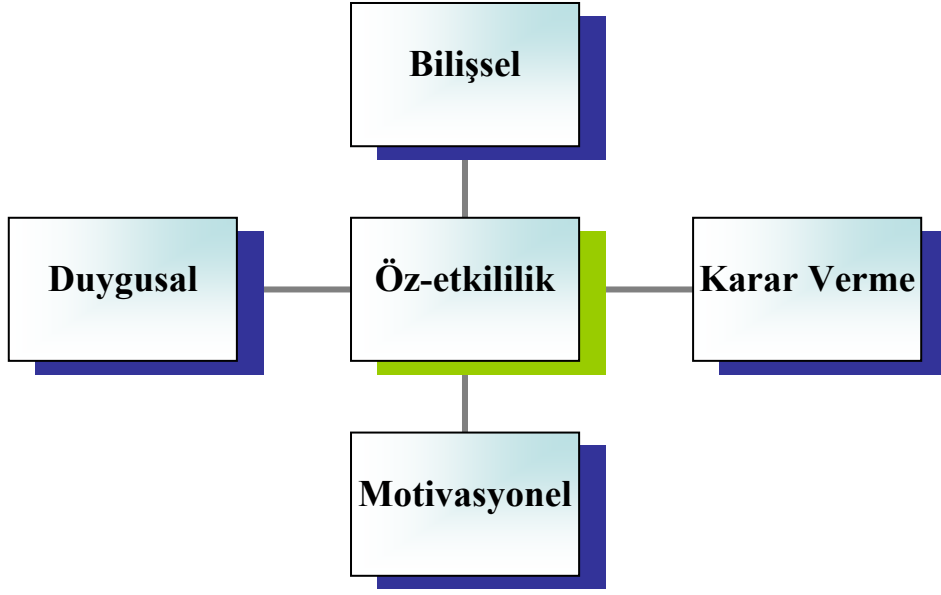 Bilişsel
Duygusal
Öz-etkililik
Karar Verme
Motivasyonel